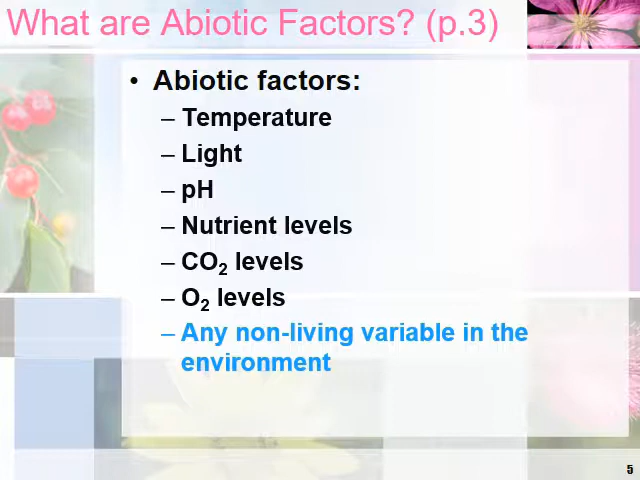 What are Abiotic Factors? (p.3)
• Abiotic factors:
– Temperature
– Light
– pH
– Nutrient levels
– CO₂ levels
– O₂ levels
– Any non-living variable in the
environment
5